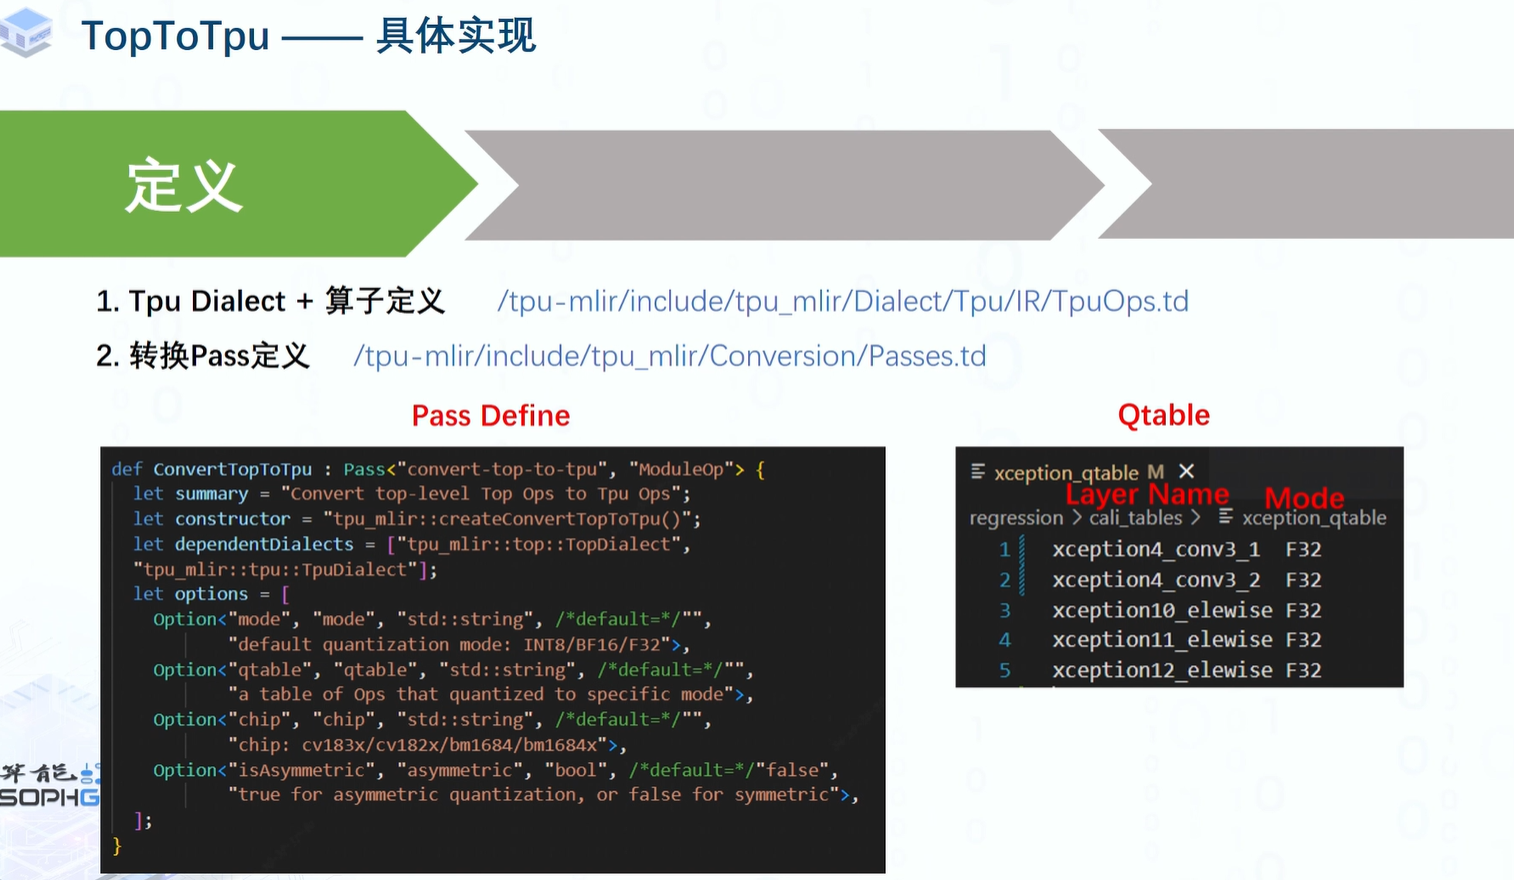 TopToTpu —— 具体实现
定义
1. Tpu Dialect + 算子定义 /tpu-mlir/include/tpu_mlir/Dialect/Tpu/IR/TpuOps.td
2. 转换Pass定义 /tpu-mlir/include/tpu_mlir/Conversion/Passes.td
Pass Define
def ConvertTopToTpu : Pass<"convert-top-to-tpu", "ModuleOp"> {
let summary = "Convert top-level Top Ops to Tpu Ops";
let constructor = "tpu_mlir::createConvertTopToTpu()";
let dependentDialects = ["tpu_mlir::top::TopDialect",
"tpu_mlir::tpu::TpuDialect"];
let options = [
Option<"mode", "mode", "std::string", /*default=*/"",
"default quantization mode: INT8/BF16/F32">,
Option<"qtable", "qtable", "std::string", /*default=*/"",
"a table of Ops that quantized to specific mode">,
Option<"chip", "chip", "std::string", /*default=*/"",
"chip: cv183x/cv182x/bm1684/bm1684x">,
Option<"isAsymmetric", "asymmetric", "bool", /*default=*/"false",
"true for asymmetric quantization, or false for symmetric">,
];
}
Qtable
xception_qtable M ×
Layer Name Mode
regression > cali_tables > xception_qtable
1 xception4_conv3_1 F32
2 xception4_conv3_2 F32
3 xception10_elewise F32
4 xception11_elewise F32
5 xception12_elewise F32
算能
SOPHG